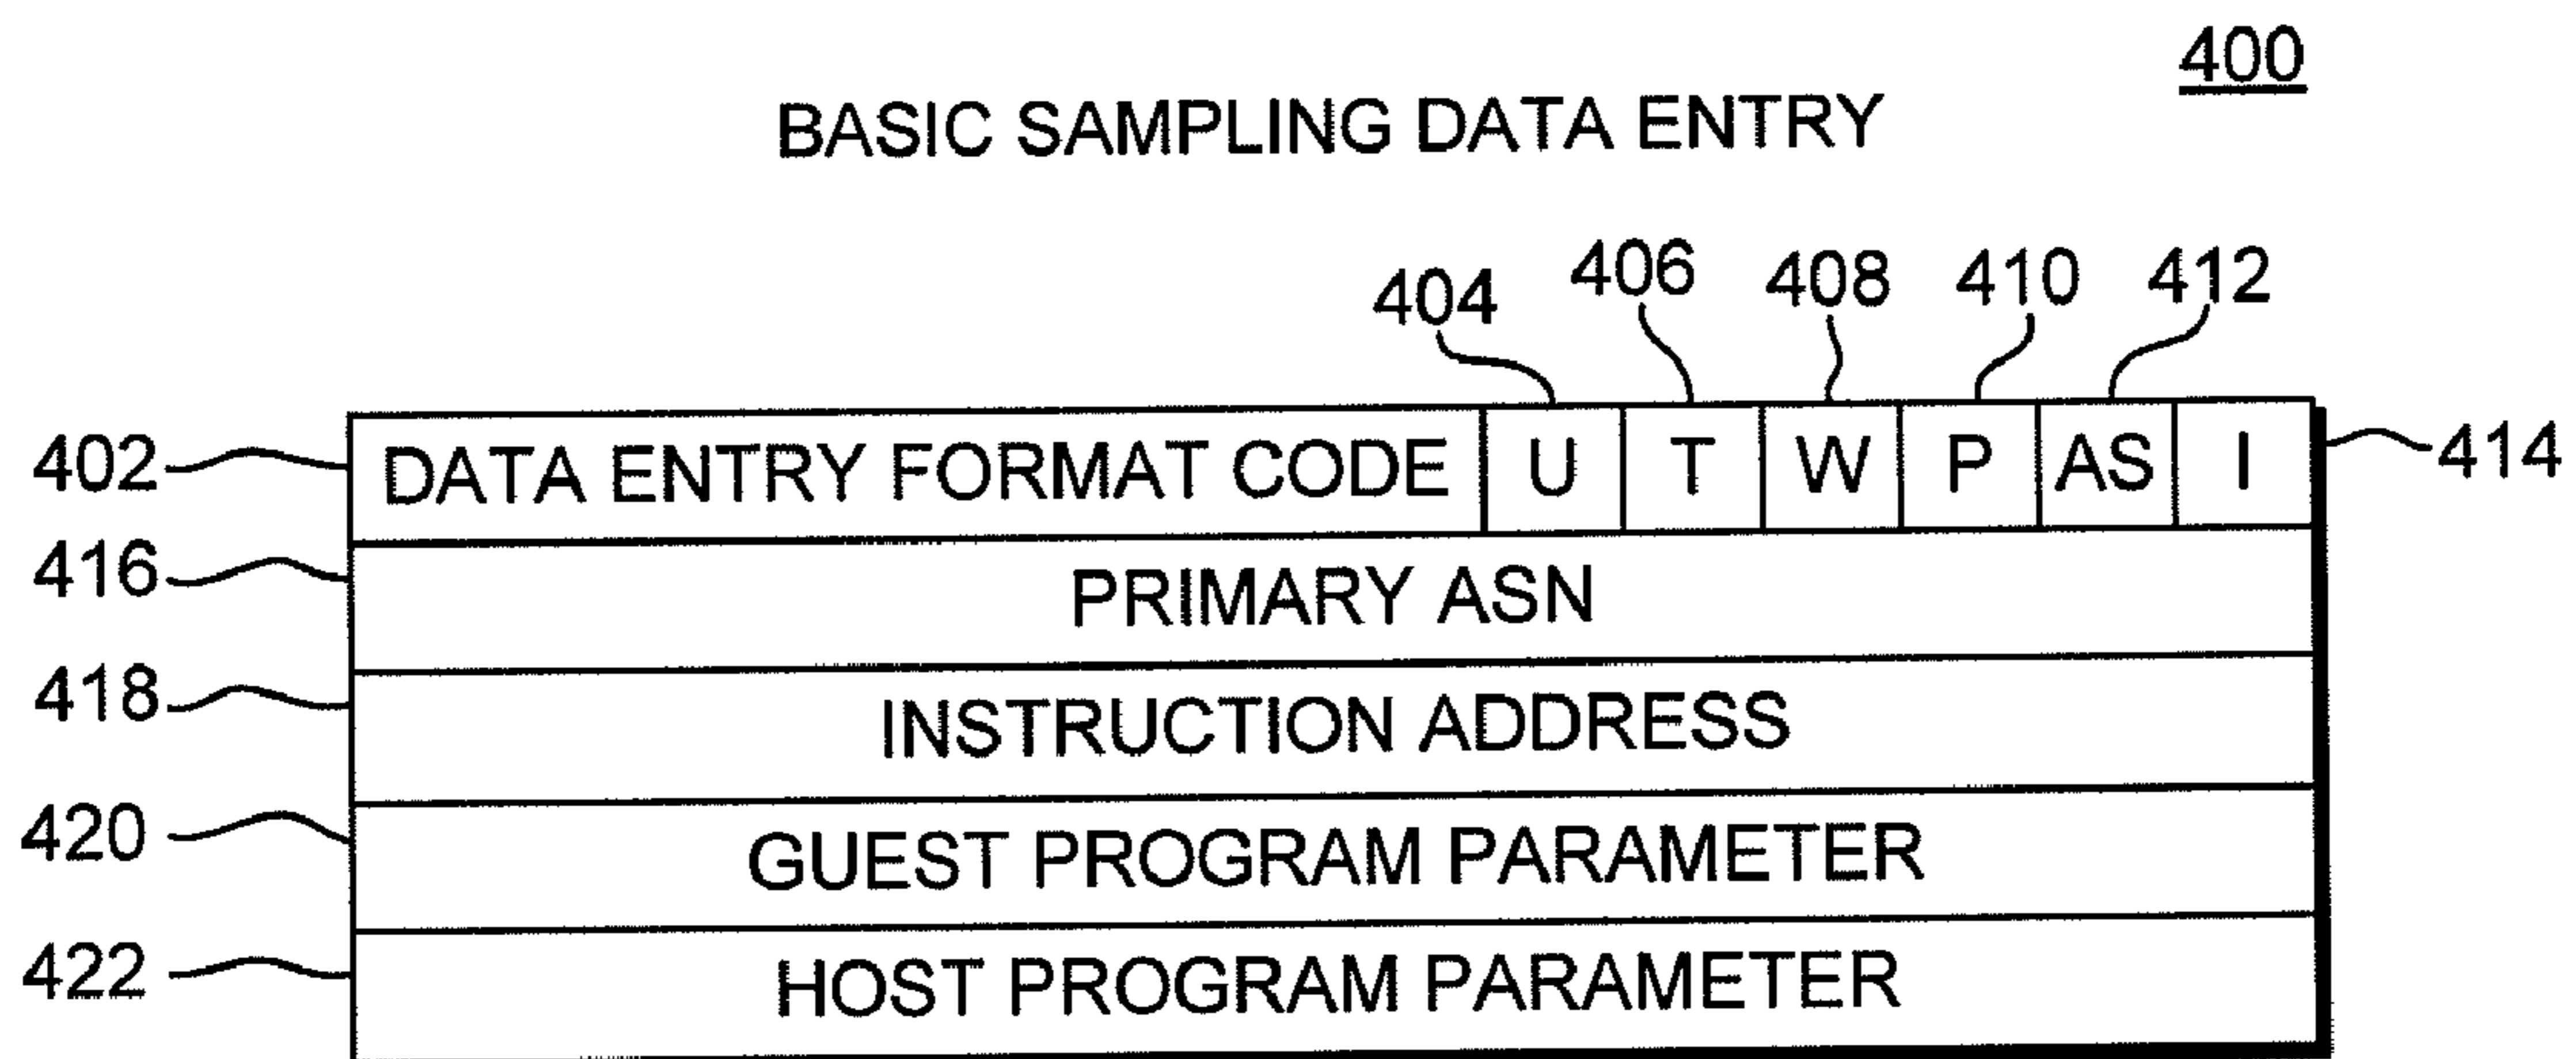 400
BASIC SAMPLING DATA ENTRY
404 406 408 410 412
402 DATA ENTRY FORMAT CODE U T W P AS I 414
416 PRIMARY ASN
418 INSTRUCTION ADDRESS
420 GUEST PROGRAM PARAMETER
422 HOST PROGRAM PARAMETER